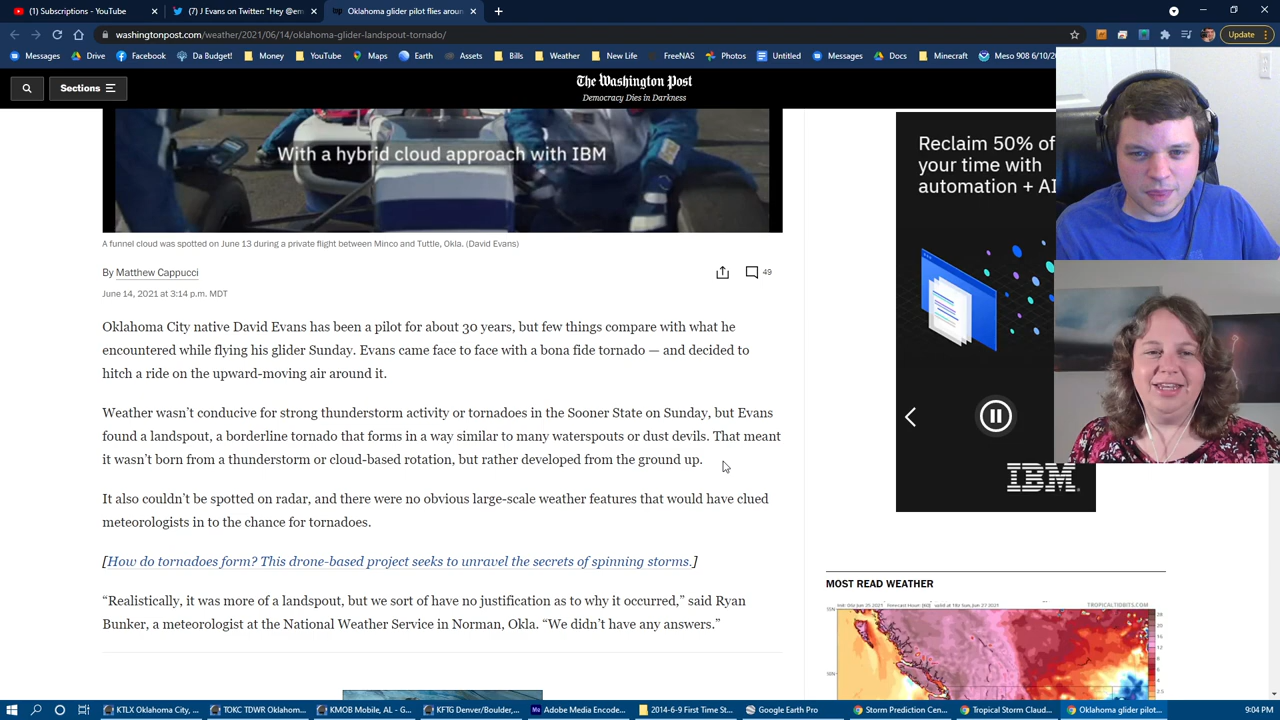 (1) Subscriptions - YouTube
(7) Evans on Twitter: "Hey @em
Oklahoma glider pilot flies aroun
washingtonpost.com/weather/2021/06/14/oklahoma-glider-landspout-tornado/
Update
Messages Drive Facebook Da Budget! Monney YouTube Maps Earth Assets Bills Weather New Life FreeNAS Photos Untitled Messages Docs Minecraft Meso 908 6/10/20
Sections
The Washington Post
Democracy Dies in Darkness
With a hybrid cloud approach with IBM
A funnel cloud was spotted on June 13 during a private flight between Minco and Tuttle, Okla. (David Evans)
By Matthew Cappucci
49
June 14, 2021 at 3:14 p.m. MDT
Oklahoma City native David Evans has been a pilot for about 30 years, but few things compare with what he
encountered while flying his glider Sunday. Evans came face to face with a bona fide tornado — and decided to
hitch a ride on the upward-moving air around it.
Weather wasn't conducive for strong thunderstorm activity or tornadoes in the Sooner State on Sunday, but Evans
found a landspout, a borderline tornado that forms in a way similar to many waterspouts or dust devils. That meant
it wasn't born from a thunderstorm or cloud-based rotation, but rather developed from the ground up.
It also couldn't be spotted on radar, and there were no obvious large-scale weather features that would have clued
meteorologists in to the chance for tornadoes.
[How do tornadoes form? This drone-based project seeks to unravel the secrets of spinning storms.]
"Realistically, it was more of a landspout, but we sort of have no justification as to why it occurred," said Ryan
Bunker, a meteorologist at the National Weather Service in Norman, Okla. "We didn't have any answers."
Reclaim 50% of
your time with
automation + AI
IBM
MOST READ WEATHER
TROPICALTIDBITS.COM
KTLX Oklahoma City, ...
TOKC TDWR Oklahom...
KMOB Mobile, AL - G...
KFTG Denver/Boulder,...
Adobe Media Encode...
2014-6-9 First Time St...
Google Earth Pro
Storm Prediction Cen...
Tropical Storm Claud...
Oklahoma glider pilot...
9:04 PM